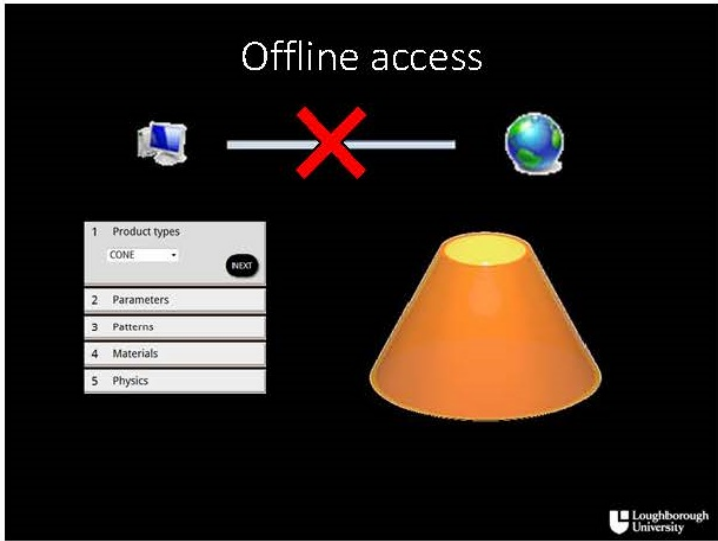 Offline access
1 Product types
CONE
NEXT
2 Parameters
3 Patterns
4 Materials
5 Physics
Loughborough
University